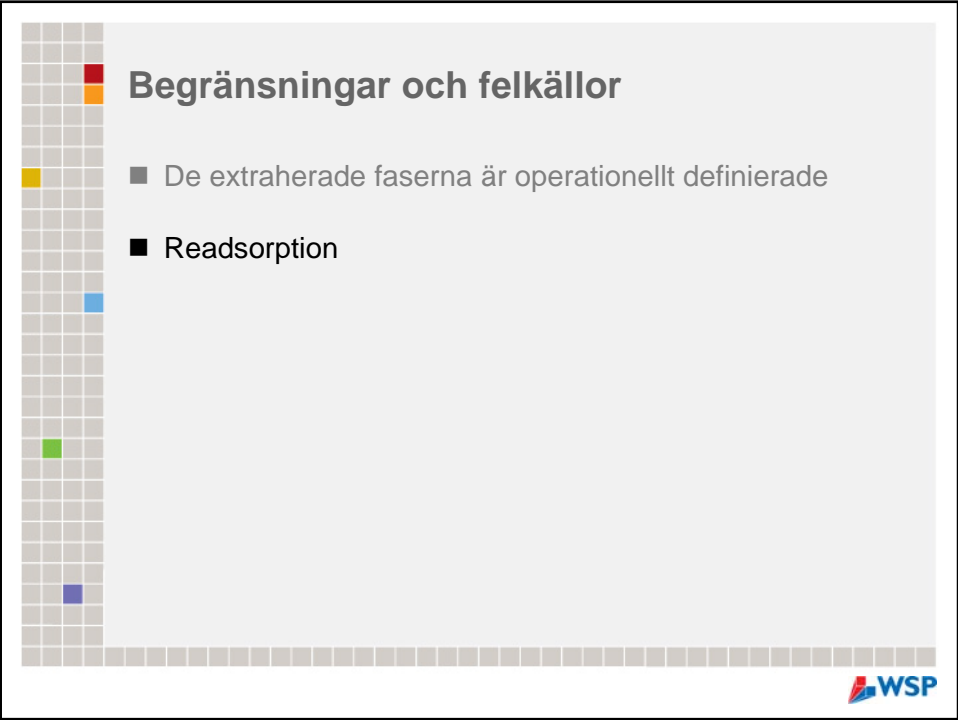 Begränsningar och felkällor
De extraherade faserna är operationellt definierade
Readsorption
WSP